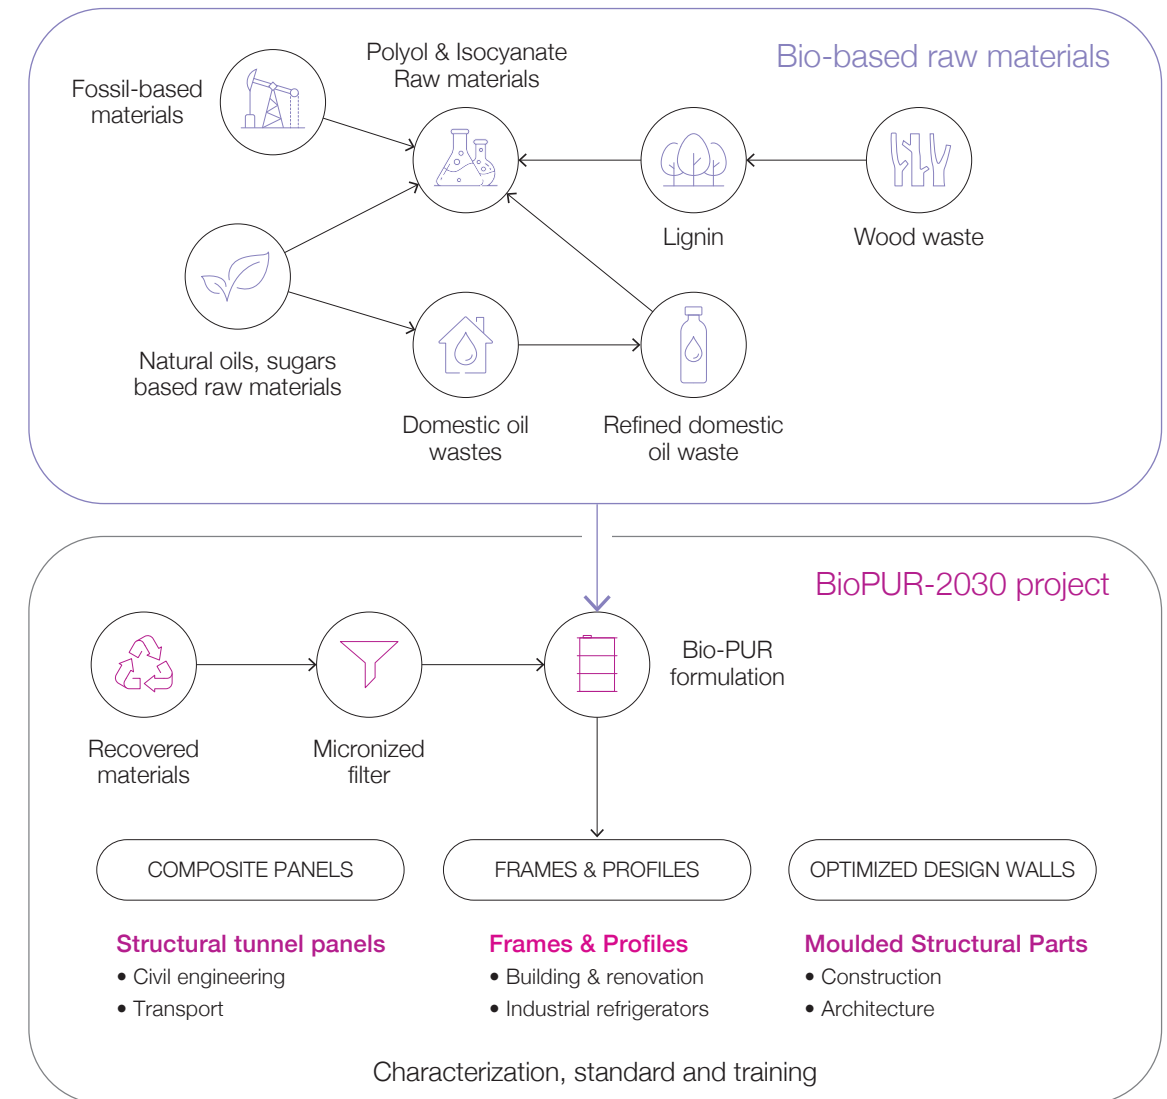 Bio-based raw materials
Polyol & Isocyanate
Raw materials
Fossil-based
materials
Lignin
Wood waste
Natural oils, sugars
based raw materials
Domestic oil
wastes
Refined domestic
oil waste
BioPUR-2030 project
Bio-PUR
formulation
Recovered
materials
Micronized
filter
COMPOSITE PANELS
FRAMES & PROFILES
OPTIMIZED DESIGN WALLS
Structural tunnel panels
• Civil engineering
• Transport
Frames & Profiles
• Building & renovation
• Industrial refrigerators
Moulded Structural Parts
• Construction
• Architecture
Characterization, standard and training